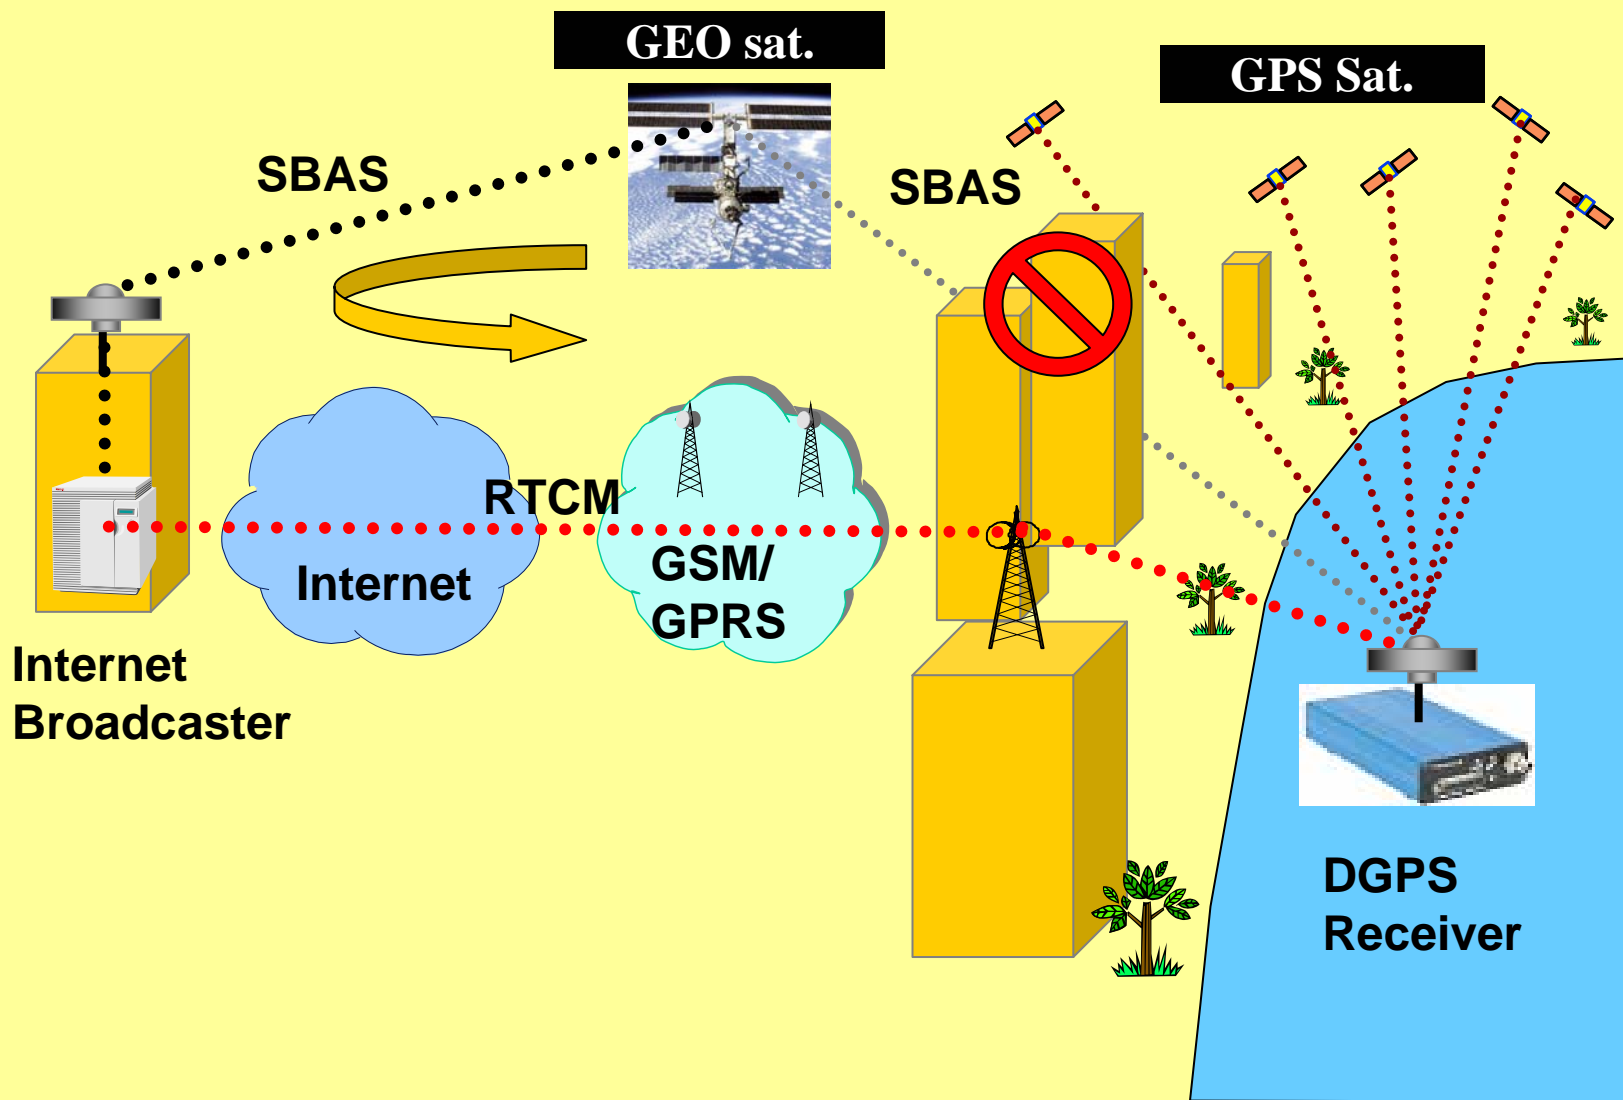 GEO sat.
GPS Sat.
SBAS
SBAS
RTCM
Internet
GSM/
GPRS
Internet
Broadcaster
DGPS
Receiver